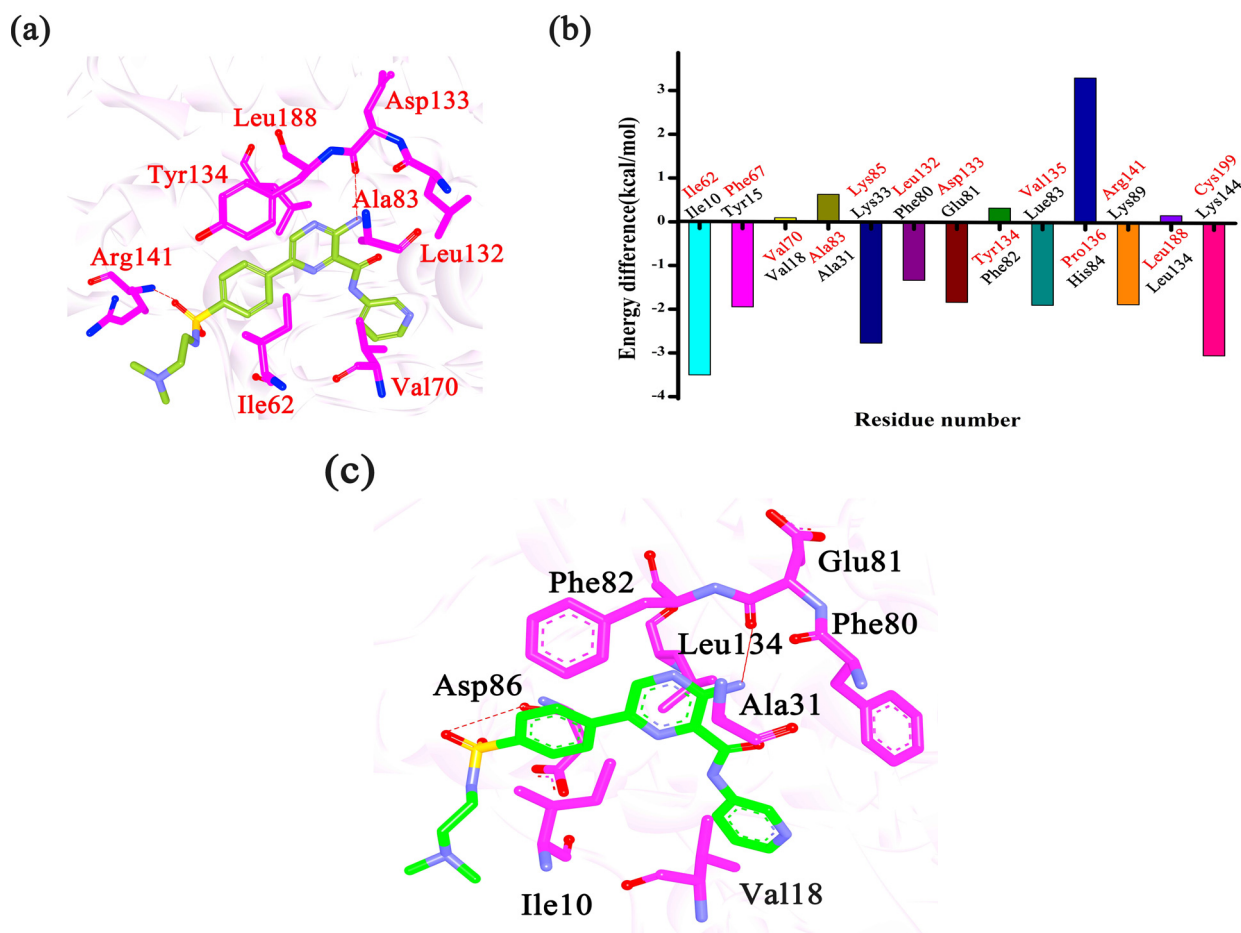 (a)
Asp133
Leu188
Tyr134
Ala83
Leu132
Arg141
Ile62
Val70
(b)
Energy difference(kcal/mol)
3
2
1
0
-1
-2
-3
-4
Ile62
Ile10
Phe67
Tyr15
Val70
Val18
Ala83
Ala31
Lys85
Lys33
Leu132
Phe80
Asp133
Glu81
Tyr134
Phe82
Val135
Lue83
Pro136
His84
Arg141
Lys89
Leu188
Leu134
Cys199
Lys144
Residue number
(c)
Glu81
Phe82
Phe80
Leu134
Asp86
Ala31
Ile10
Val18